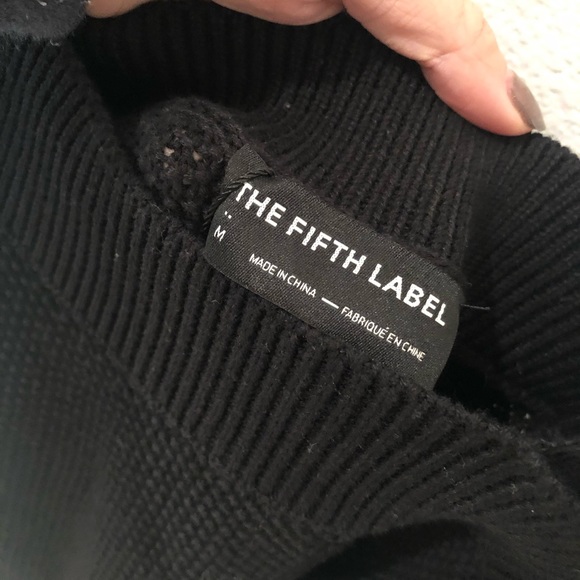 THE FIFTH LABEL
M
MADE IN CHINA — FABRIQUÉ EN CHINE